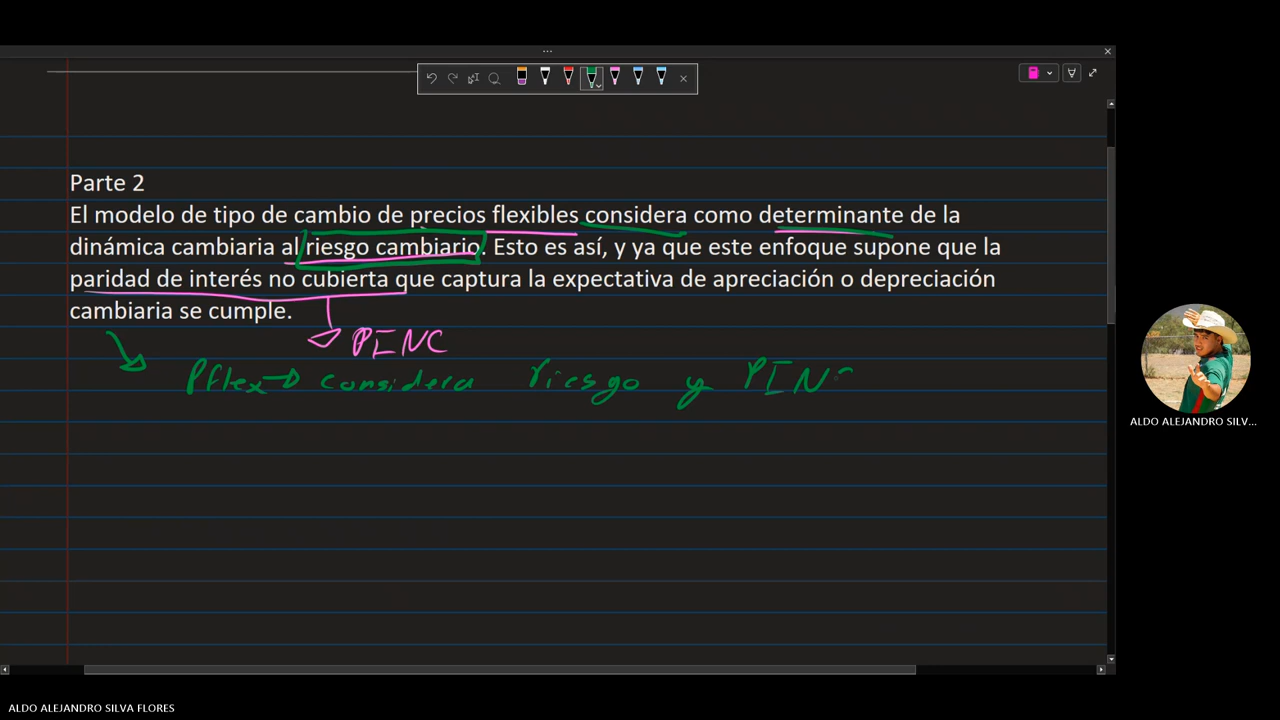 Parte 2
El modelo de tipo de cambio de precios flexibles considera como determinante de la
dinámica cambiaria al riesgo cambiario. Esto es así, y ya que este enfoque supone que la
paridad de interés no cubierta que captura la expectativa de apreciación o depreciación
cambiaria se cumple.
PINC
Pflex → considera riesgo y PIN
ALDO ALEJANDRO SILV...
ALDO ALEJANDRO SILVA FLORES